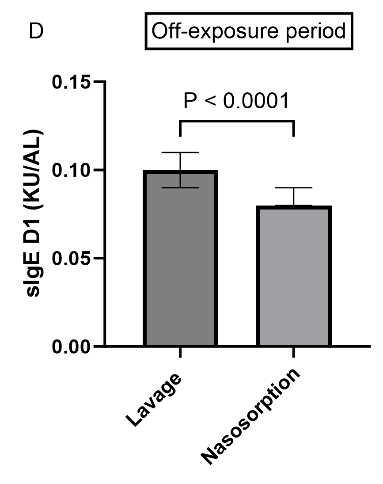 D
Off-exposure period
P < 0.0001
sIgE D1 (KU/AL)
0.15
0.10
0.05
0.00
Lavage
Nasosorption